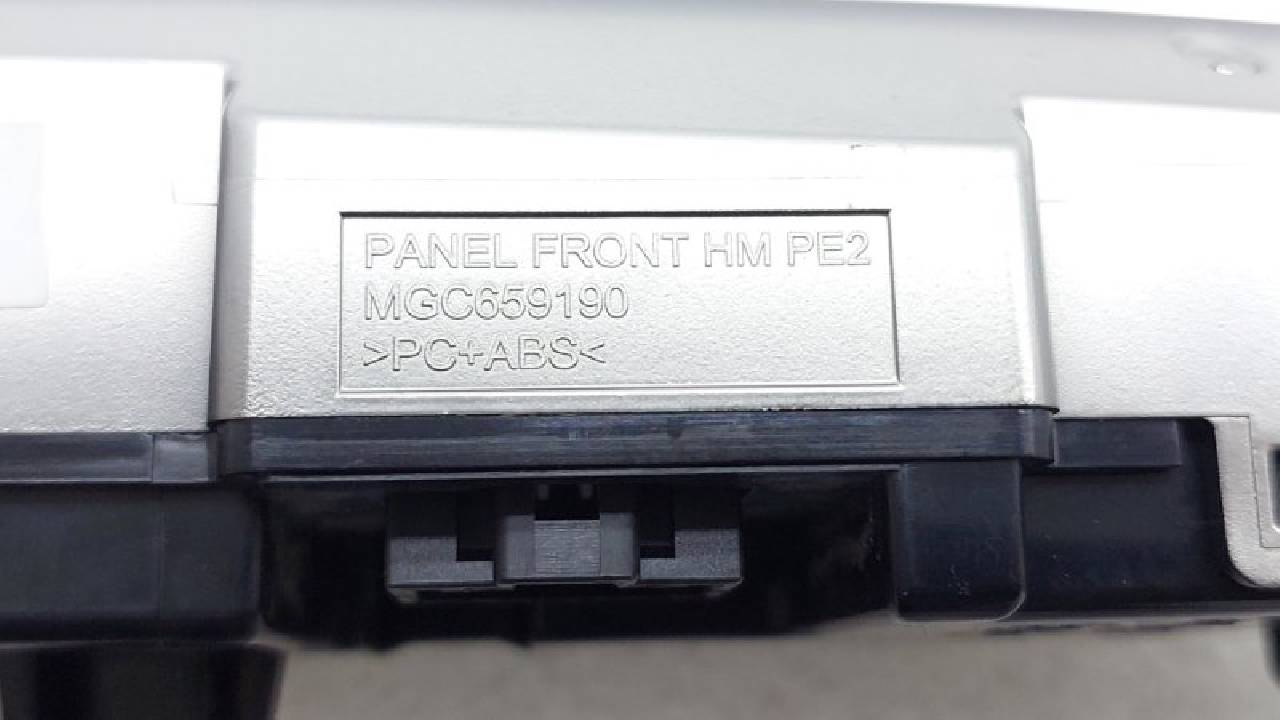 PANEL FRONT HM PE2
MGC659190
>PC+ABS<